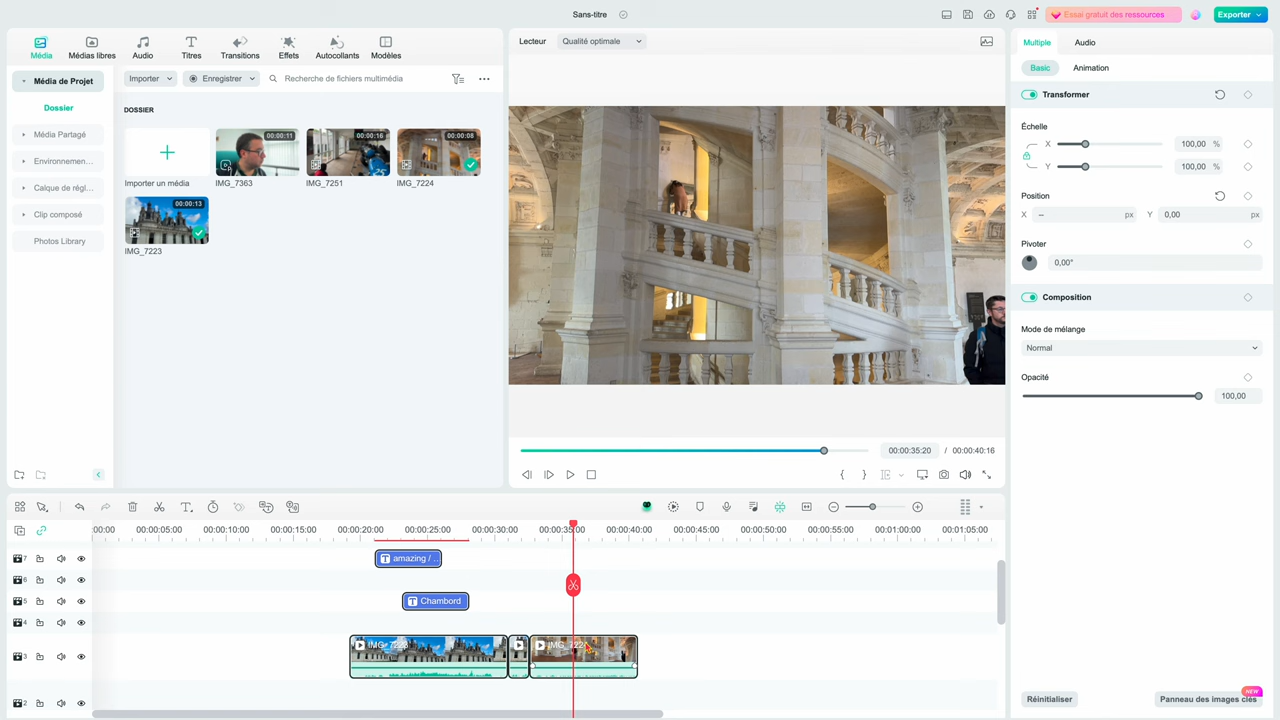 Sans-titre
Essai gratuit des ressources
Exporter
Média
Médias libres
Audio
Titres
Transitions
Effets
Autocollants
Modèles
Lecteur
Qualité optimale
Multiple
Audio
Média de Projet
Importer
Enregistrer
Recherche de fichiers multimédia
Basic
Animation
Dossier
DOSSIER
Transformer
Média Partagé
Environnemen...
Calque de régl...
Clip composé
Photos Library
00:00:11
00:00:16
00:00:08
Importer un média
IMG_7363
IMG_7251
IMG_7224
00:00:13
IMG_7223
Échelle
X
100,00
%
Y
100,00
%
Position
X
–
px
Y
0,00
px
Pivoter
0,00°
Composition
Mode de mélange
Normal
Opacité
100,00
00:00:35:20
/
00:00:40:16
00:00
00:00:05:00
00:00:10:00
00:00:15:00
00:00:20:00
00:00:25:00
00:00:30:00
00:00:35:00
00:00:40:00
00:00:45:00
00:00:50:00
00:00:55:00
00:01:00:00
00:01:05:00
7
T amazing / ...
6
5
T Chambord
4
3
IMG_7223
IMG_7224
2
Réinitialiser
Panneau des images clés
NEW